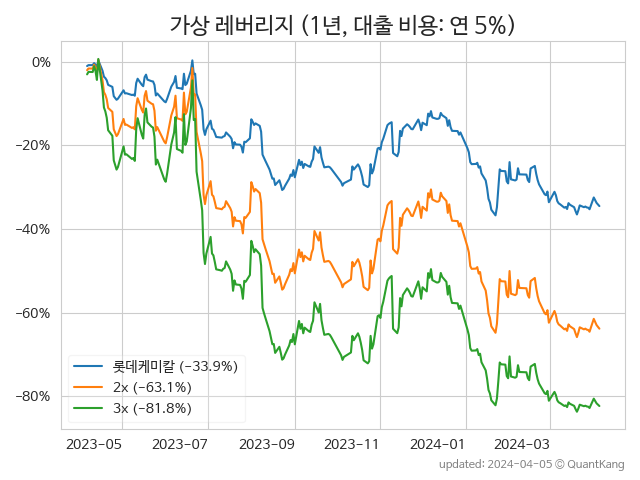 가상 레버리지 (1년, 대출 비용: 연 5%)
0%
−20%
−40%
−60%
−80%
롯데케미칼 (−33.9%)
2x (−63.1%)
3x (−81.8%)
2023-05 2023-07 2023-09 2023-11 2024-01 2024-03
updated: 2024-04-05 © QuantKang